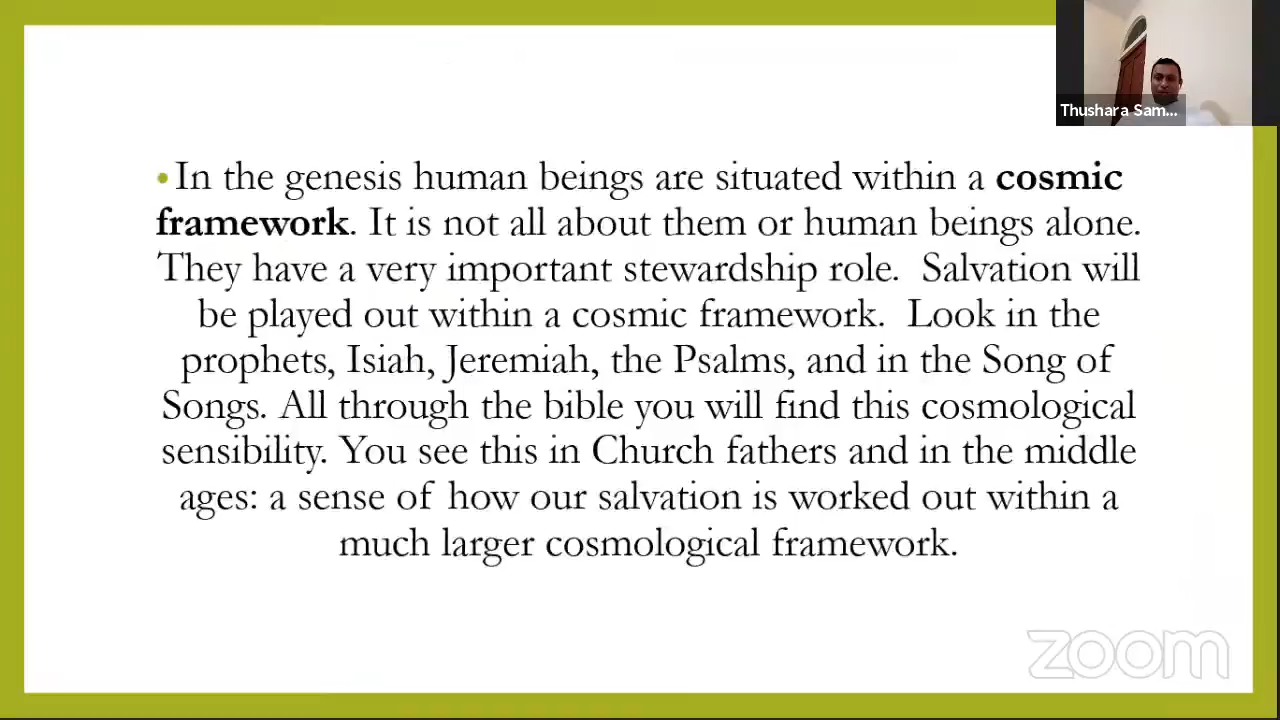 Thushara Sam...
• In the genesis human beings are situated within a cosmic
framework. It is not all about them or human beings alone.
They have a very important stewardship role. Salvation will
be played out within a cosmic framework. Look in the
prophets, Isiah, Jeremiah, the Psalms, and in the Song of
Songs. All through the bible you will find this cosmological
sensibility. You see this in Church fathers and in the middle
ages: a sense of how our salvation is worked out within a
much larger cosmological framework.
zoom